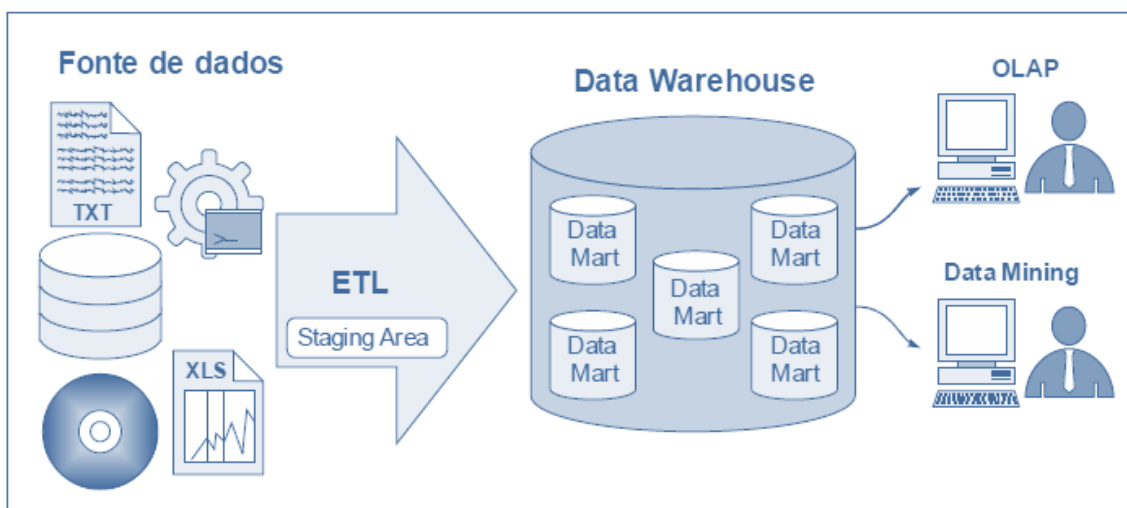 Fonte de dados
TXT
XLS
ETL
Staging Area
Data Warehouse
Data
Mart
Data
Mart
Data
Mart
Data
Mart
Data
Mart
OLAP
Data Mining